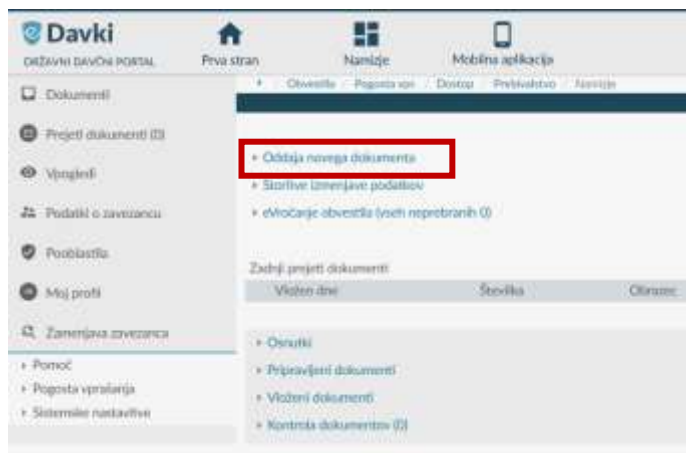 eDavki
DRŽAVNI DAVČNI PORTAL
Prva stran
Namizje
Mobilna aplikacija
Dokumenti
Prejeti dokumenti (0)
Vpogledi
Podatki o zavezancu
Pooblastila
Moj profil
Zamenjava zavezanca
Pomoč
Pogosta vprašanja
Sistemske nastavitve
Obvestila / Pogosta vpr / Dostop / Prebivalstvo / Namizje
Oddaja novega dokumenta
Storitve izmenjave podatkov
eVročanje obvestila (vseh neprebranih 0)
Zadnji prejeti dokumenti
Vložen dne Številka Obrazec
Osnutki
Pripravljeni dokumenti
Vloženi dokumenti
Kontrola dokumentov (0)